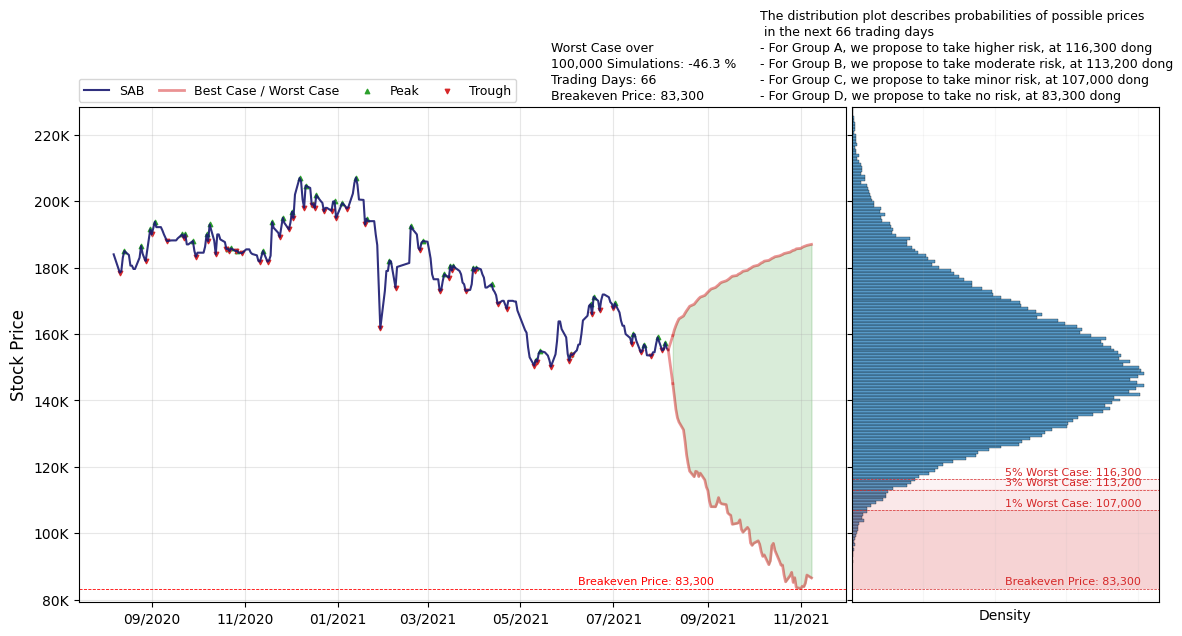 The distribution plot describes probabilities of possible prices
in the next 66 trading days
- For Group A, we propose to take higher risk, at 116,300 dong
- For Group B, we propose to take moderate risk, at 113,200 dong
- For Group C, we propose to take minor risk, at 107,000 dong
- For Group D, we propose to take no risk, at 83,300 dong
Worst Case over
100,000 Simulations: -46.3 %
Trading Days: 66
Breakeven Price: 83,300
SAB
Best Case / Worst Case
Peak
Trough
Stock Price
220K
200K
180K
160K
140K
120K
100K
80K
Breakeven Price: 83,300
09/2020
11/2020
01/2021
03/2021
05/2021
07/2021
09/2021
11/2021
5% Worst Case: 116,300
3% Worst Case: 113,200
1% Worst Case: 107,000
Breakeven Price: 83,300
Density